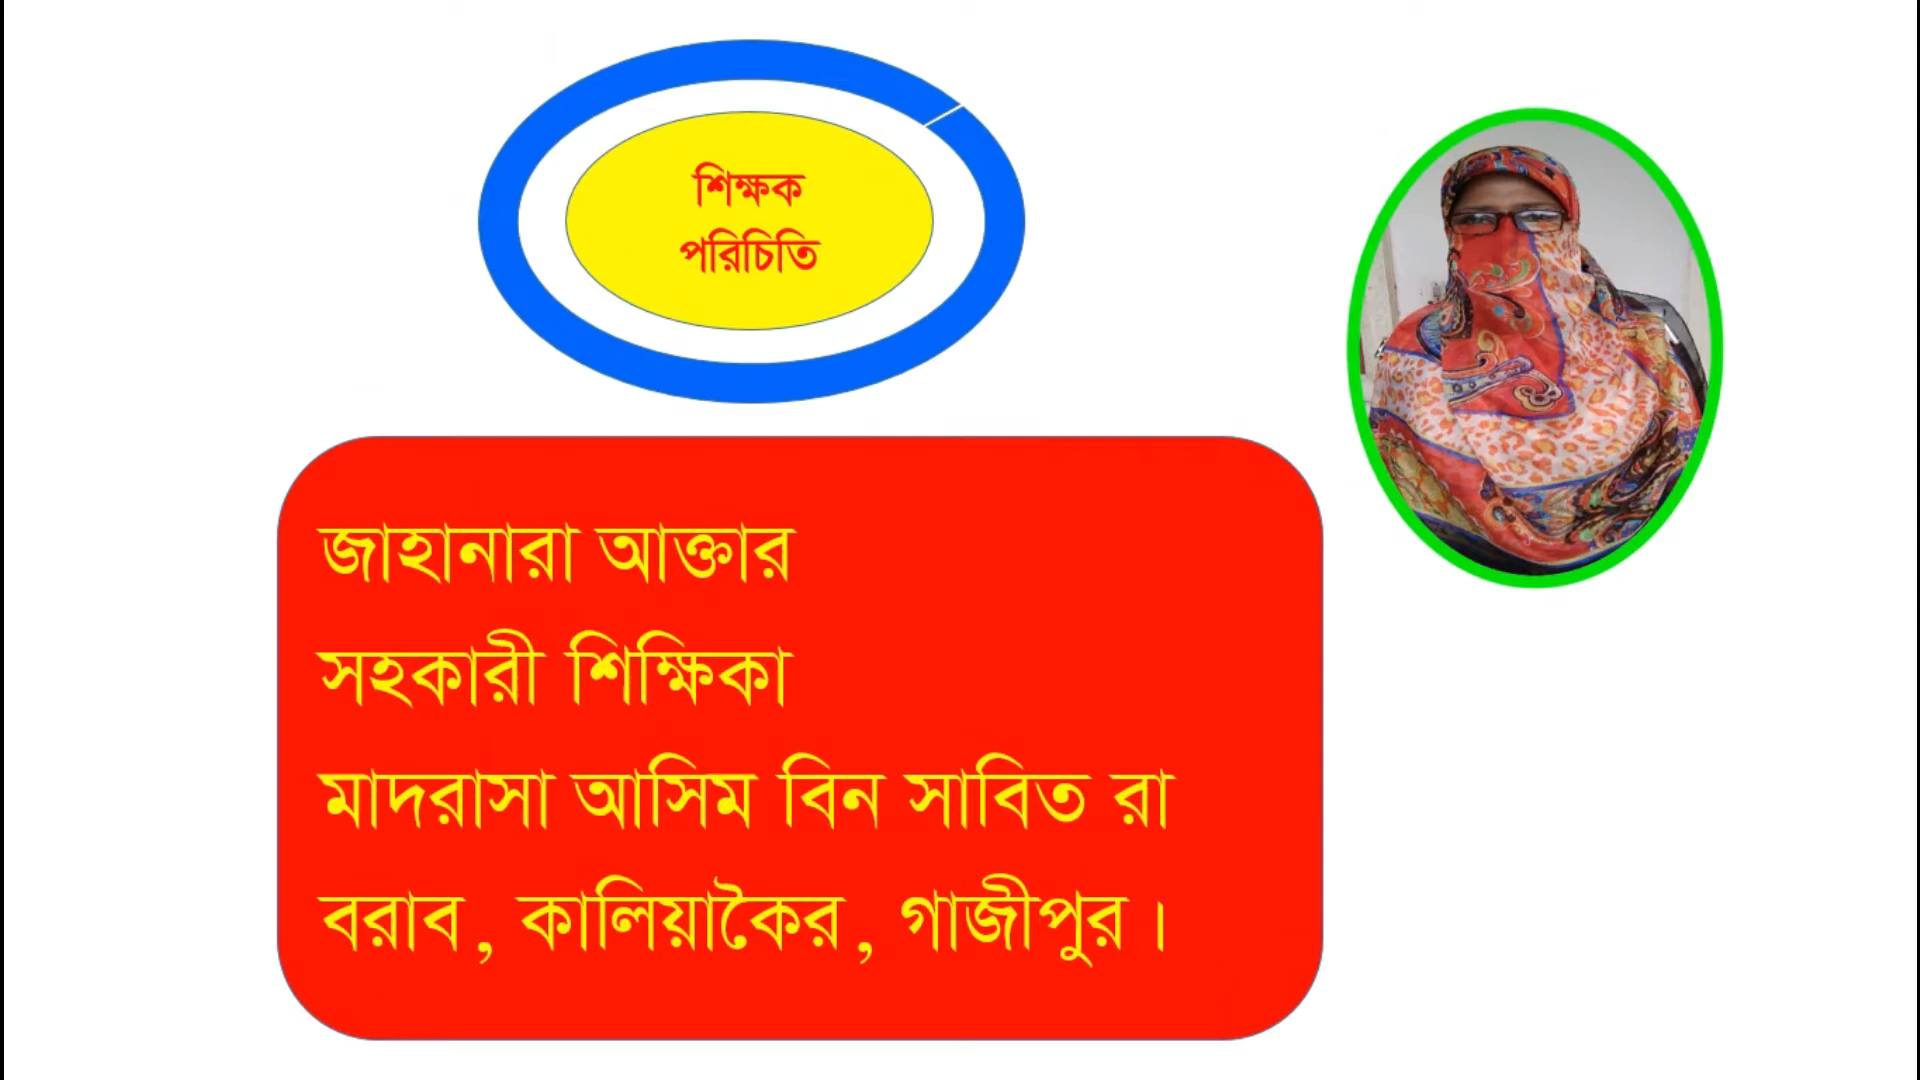 শিক্ষক
পরিচিতি
জাহানারা আক্তার
সহকারী শিক্ষিকা
মাদরাসা আসিম বিন সাবিত রা
বরাব, কালিয়াকৈর, গাজীপুর।